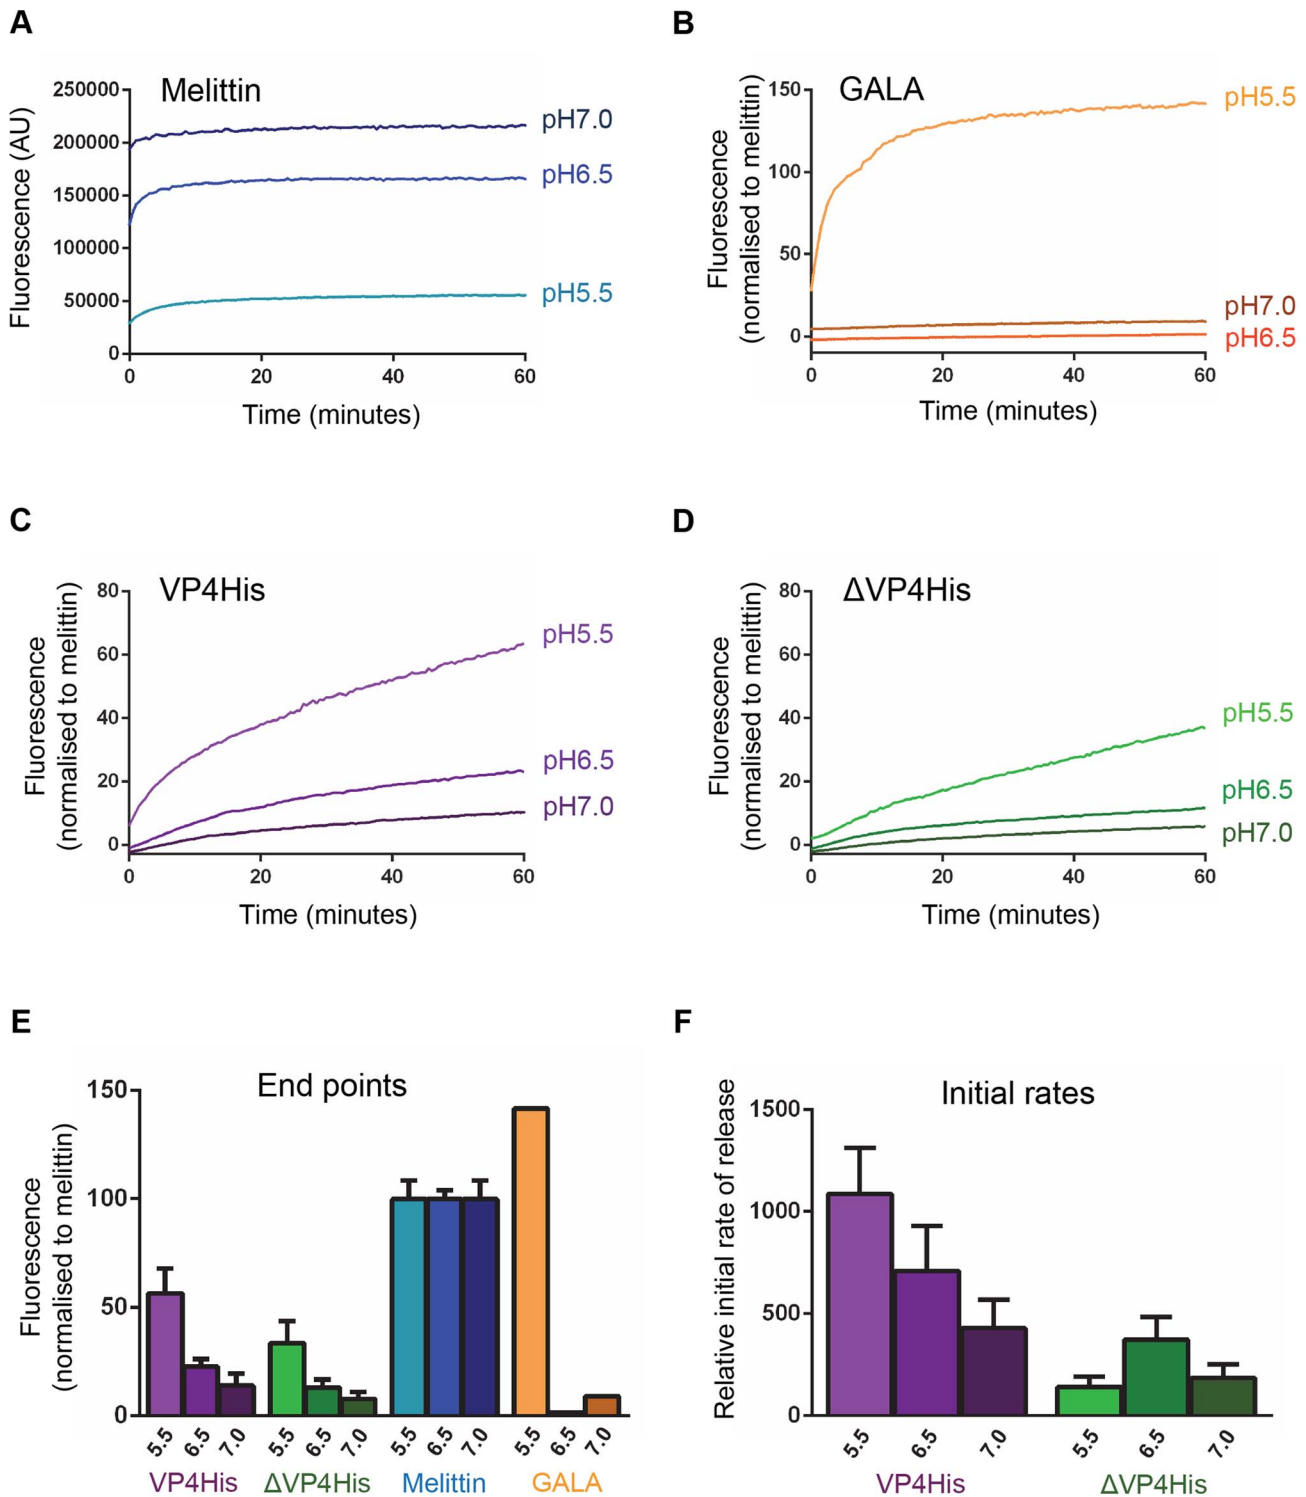 A
Melittin
Fluorescence (AU)
250000
200000
150000
100000
50000
0
pH7.0
pH6.5
pH5.5
0 20 40 60
Time (minutes)
B
GALA
Fluorescence
(normalised to melittin)
150
100
50
0
pH5.5
pH7.0
pH6.5
0 20 40 60
Time (minutes)
C
VP4His
Fluorescence
(normalised to melittin)
80
60
40
20
0
pH5.5
pH6.5
pH7.0
0 20 40 60
Time (minutes)
D
ΔVP4His
Fluorescence
(normalised to melittin)
80
60
40
20
0
pH5.5
pH6.5
pH7.0
0 20 40 60
Time (minutes)
E
End points
Fluorescence
(normalised to melittin)
150
100
50
0
5.5 6.5 7.0 5.5 6.5 7.0 5.5 6.5 7.0 5.5 6.5 7.0
VP4His ΔVP4His Melittin GALA
F
Initial rates
Relative initial rate of release
1500
1000
500
0
5.5 6.5 7.0 5.5 6.5 7.0
VP4His ΔVP4His